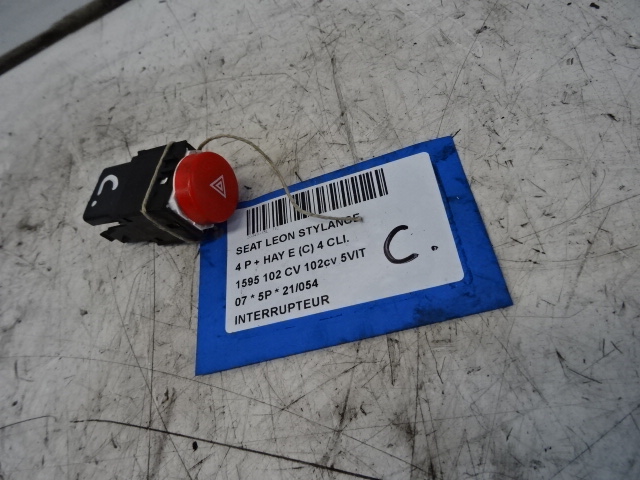 C
SEAT LEON STYLANCE
4 P + HAY E (C) 4 CLI.
1595 102 CV 102cv 5VIT
07 * 5P * 21/054
INTERRUPTEUR
C.